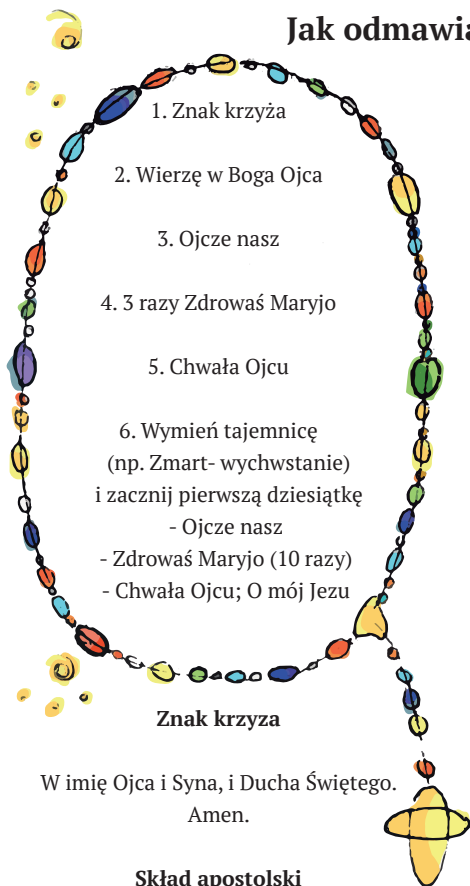 Jak odmawia
1. Znak krzyża
2. Wierzę w Boga Ojca
3. Ojcze nasz
4. 3 razy Zdrowaś Maryjo
5. Chwała Ojcu
6. Wymień tajemnicę
(np. Zmart- wychwstanie)
i zacznij pierwszą dziesiątkę
- Ojcze nasz
- Zdrowaś Maryjo (10 razy)
- Chwała Ojcu; O mój Jezu
Znak krzyza
W imię Ojca i Syna, i Ducha Świętego.
Amen.
Skład apostolski